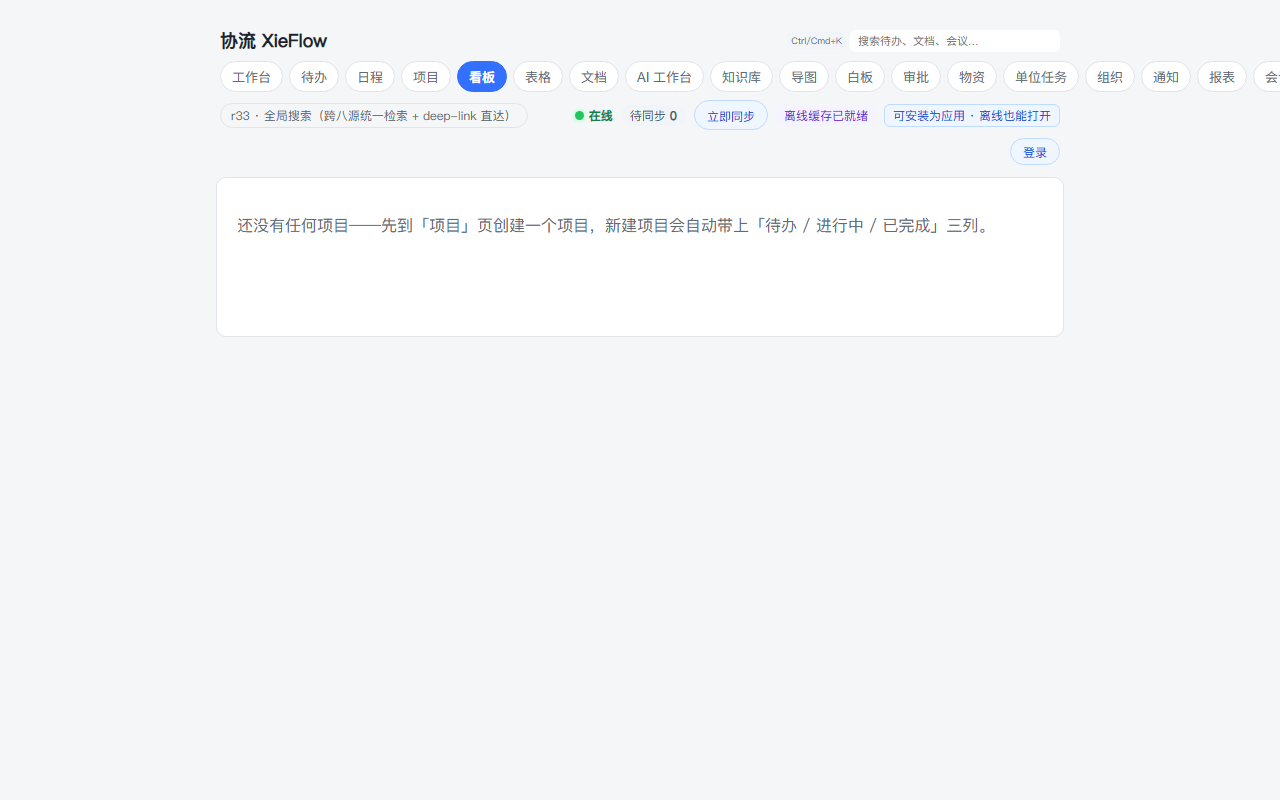 协流 XieFlow
Ctrl/Cmd+K 搜索待办、文档、会议...
工作台 待办 日程 项目 看板 表格 文档 AI 工作台 知识库 导图 白板 审批 物资 单位任务 组织 通知 报表 会
r33 · 全局搜索（跨八源统一检索 + deep-link 直达） 在线 待同步 0 立即同步 离线缓存已就绪 可安装为应用 · 离线也能打开
登录
还没有任何项目——先到「项目」页创建一个项目，新建项目会自动带上「待办 / 进行中 / 已完成」三列。